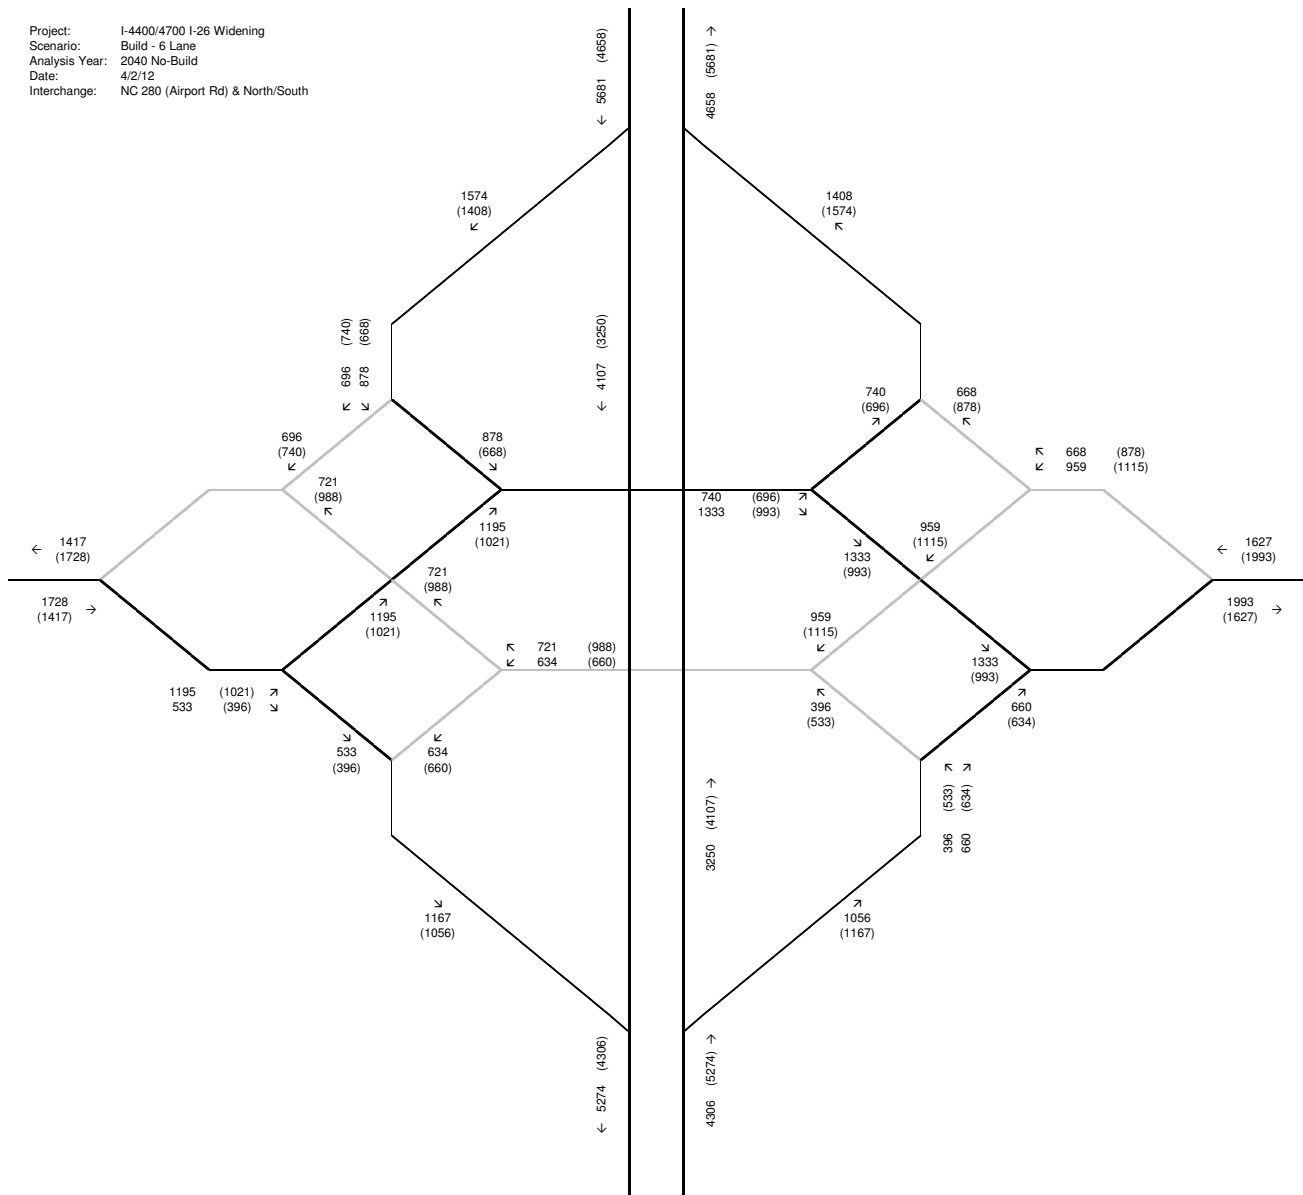 Project: I-4400/4700 I-26 Widening
Scenario: Build - 6 Lane
Analysis Year: 2040 No-Build
Date: 4/2/12
Interchange: NC 280 (Airport Rd) & North/South
← 5681 (4658)
4658 (5681) →
1574
(1408)
↙
1408
(1574)
↖
↙ 696 (740)
↘ 878 (668)
← 4107 (3250)
696
(740)
↙
878
(668)
↘
740
(696)
↗
668
(878)
↖
↖ 668 (878)
↙ 959 (1115)
721
(988)
↖
↗
1195
(1021)
740 (696) ↗
1333 (993) ↘
↘
1333
(993)
959
(1115)
↙
← 1417
(1728)
1728
(1417) →
← 1627
(1993)
1993
(1627) →
721
(988)
↖
↗
1195
(1021)
959
(1115)
↙
↖ 721 (988)
↙ 634 (660)
↘
1333
(993)
1195 (1021) ↗
533 (396) ↘
↘
533
(396)
↙
634
(660)
↖
396
(533)
↗
660
(634)
396 (533) ↖
660 (634) ↗
3250 (4107) →
↘
1167
(1056)
↗
1056
(1167)
← 5274 (4306)
4306 (5274) →